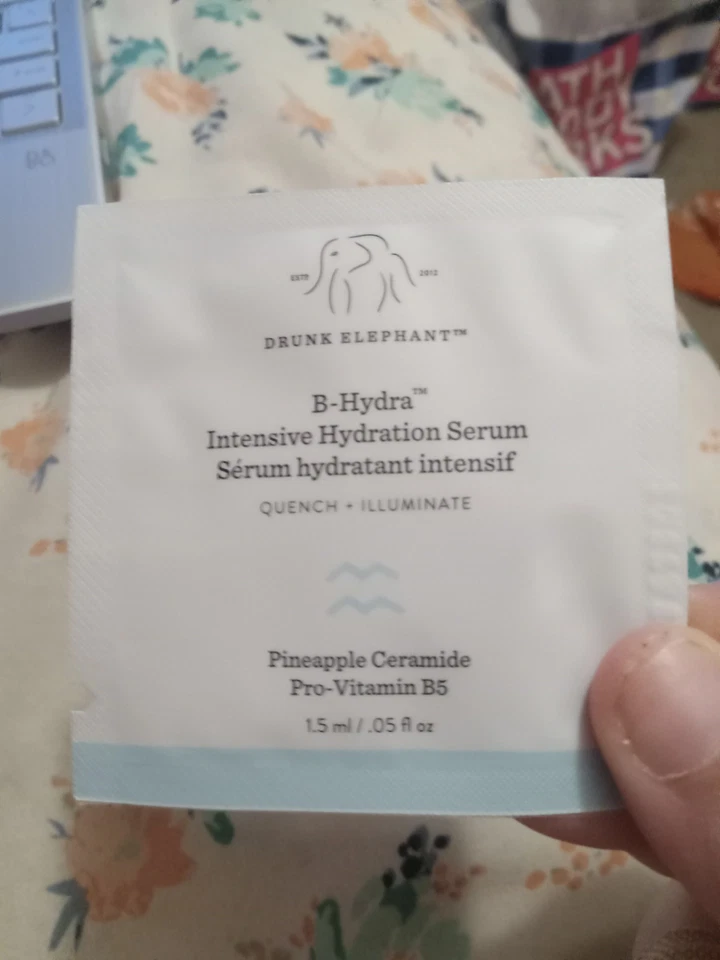 ESTD 2012
DRUNK ELEPHANT™
B-Hydra™
Intensive Hydration Serum
Sérum hydratant intensif
QUENCH + ILLUMINATE
Pineapple Ceramide
Pro-Vitamin B5
1.5 ml / .05 fl oz